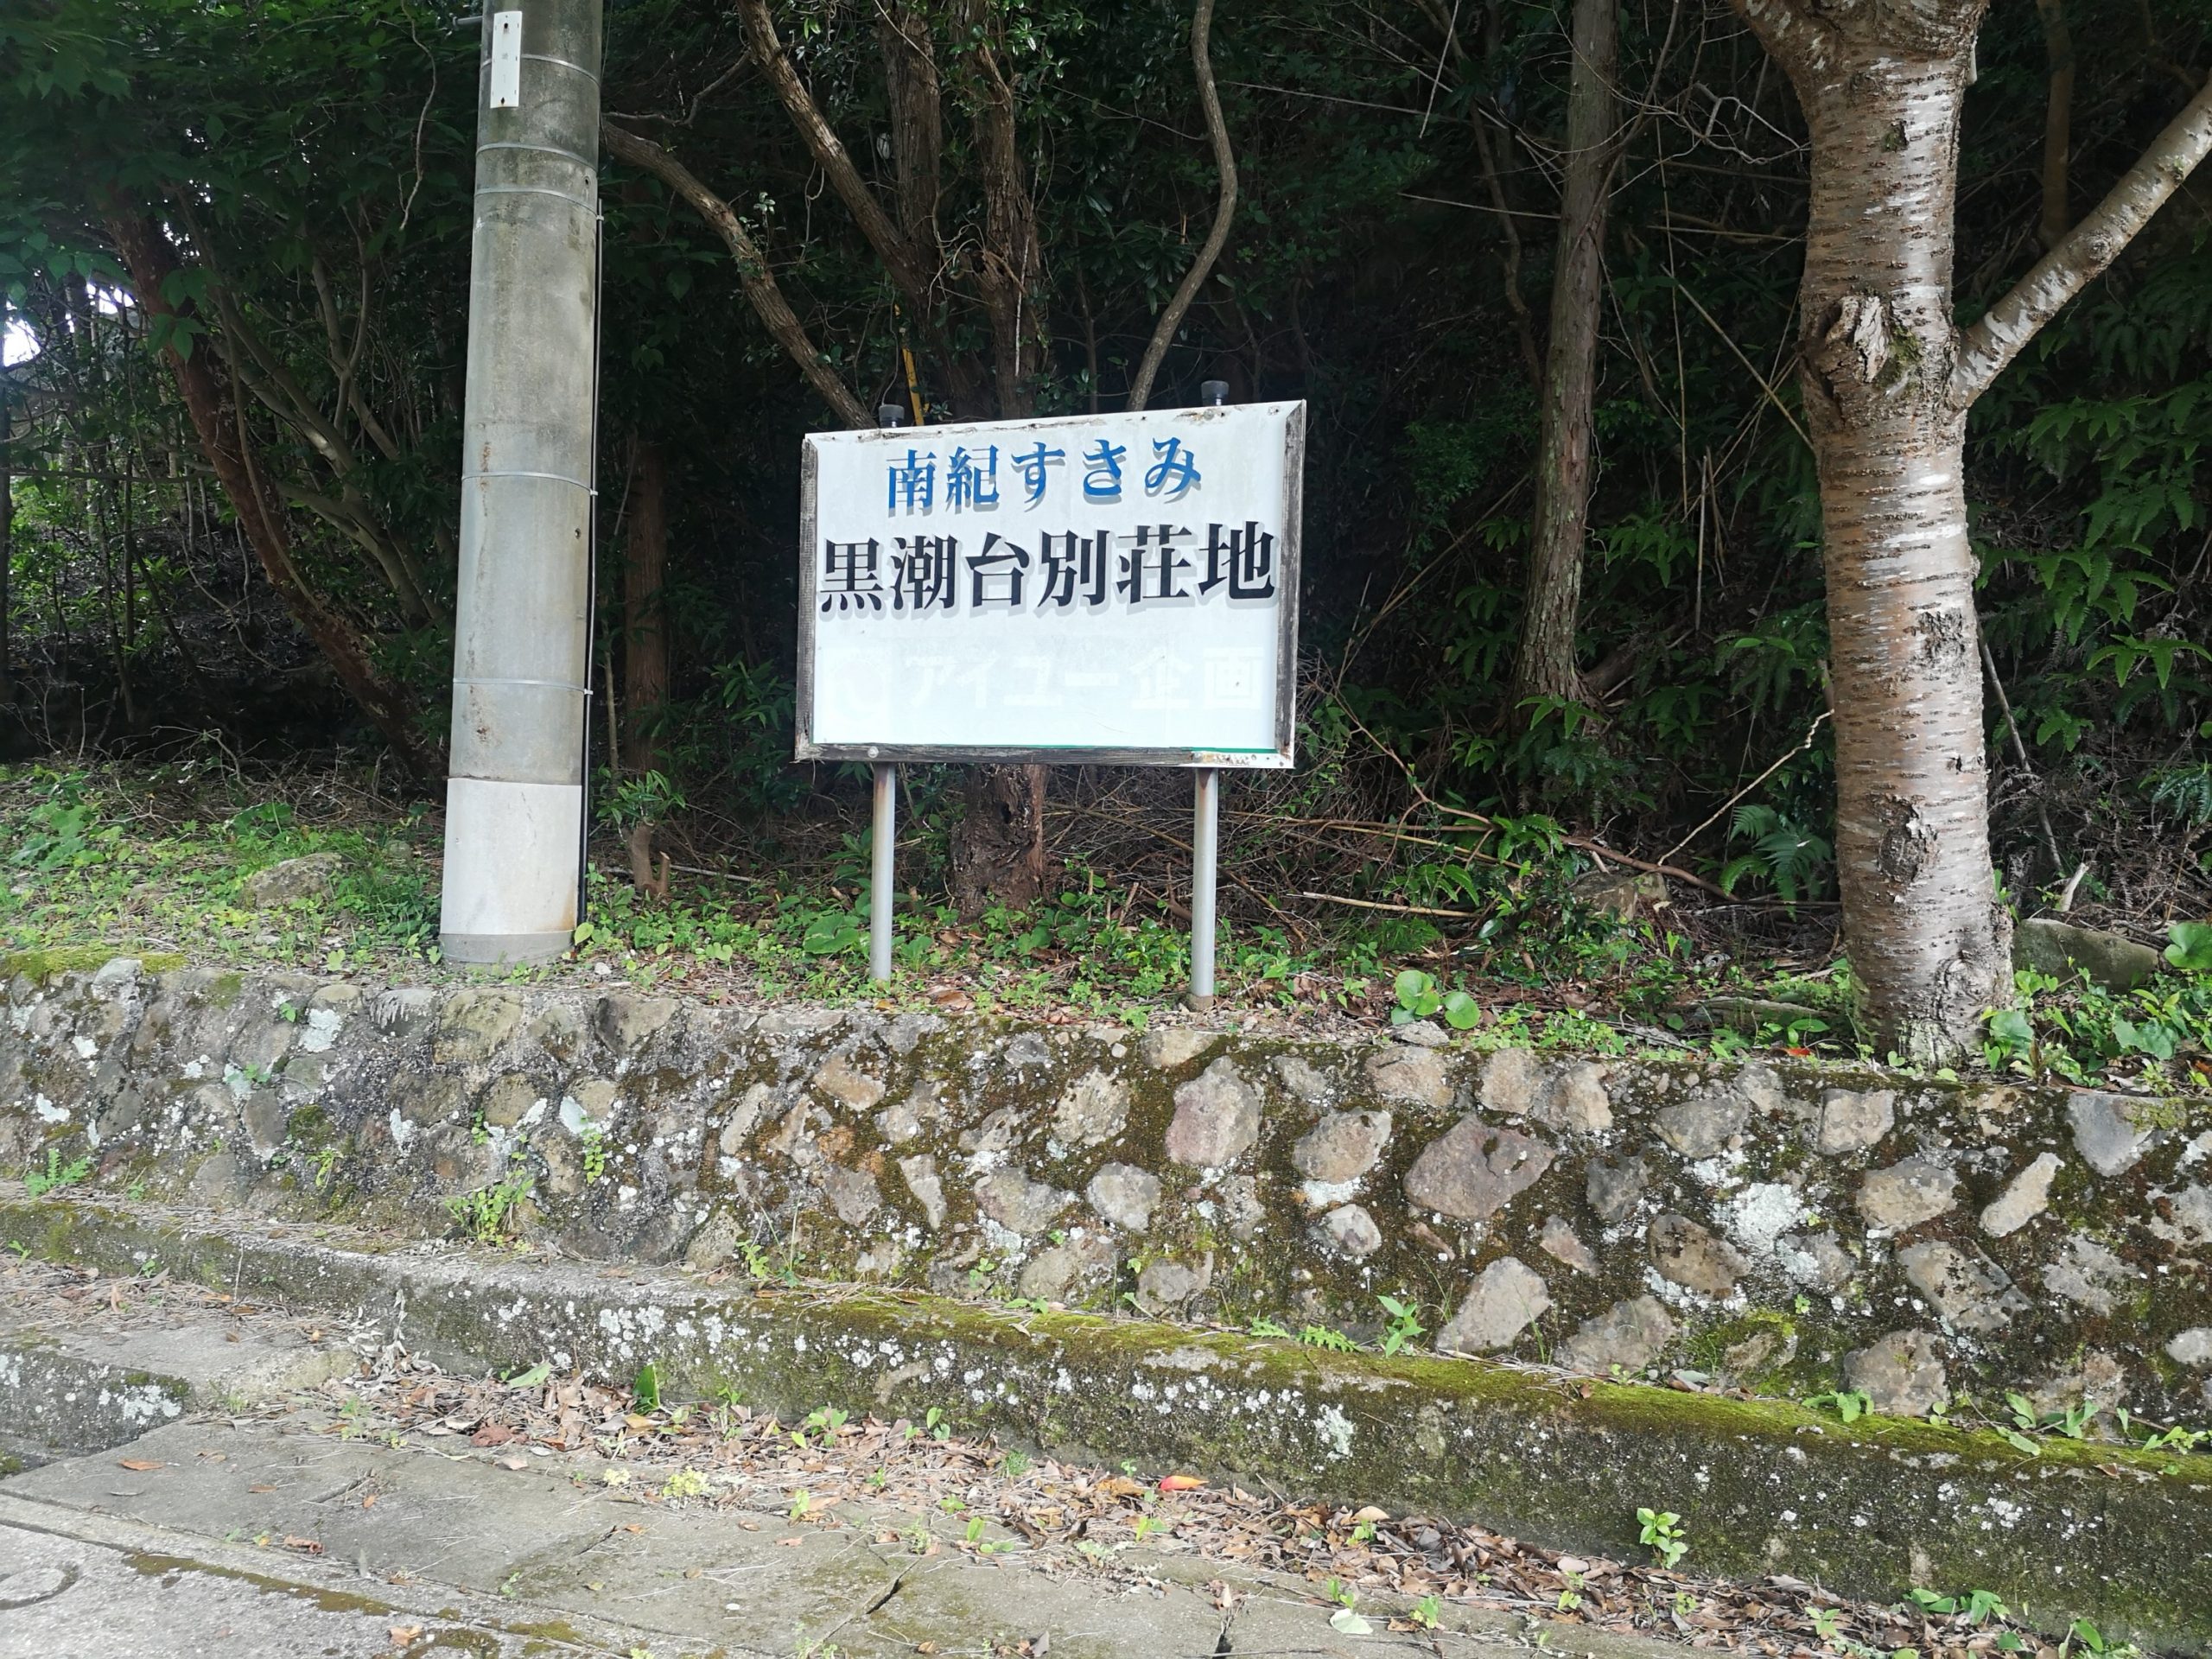 南紀すさみ
黒潮台別荘地
アイユー企画